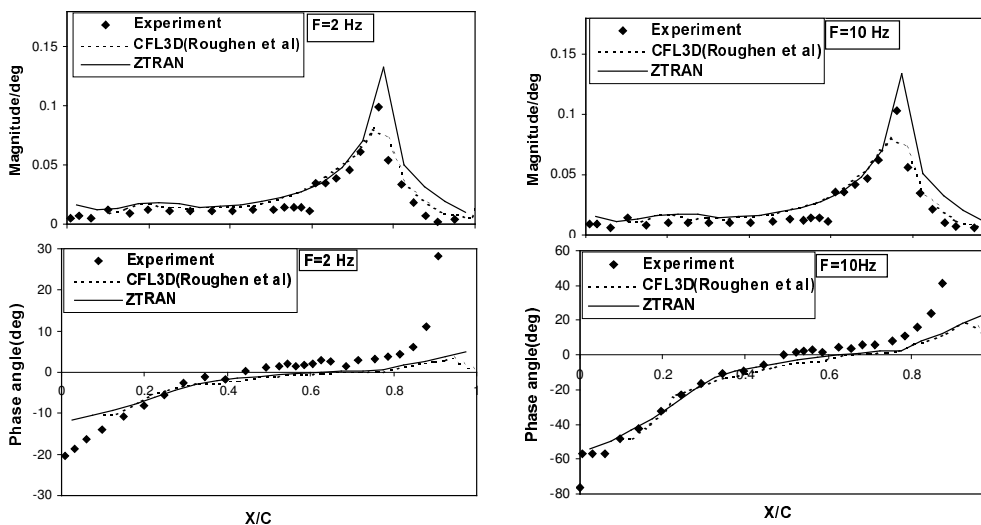 Experiment
CFL3D(Roughen et al)
ZTRAN
F=2 Hz
0.15
0.1
0.05
0
Magnitude/deg
Experiment
CFL3D(Roughen et al)
ZTRAN
F=10 Hz
0.15
0.1
0.05
0
Magnitude/deg
Experiment
CFL3D(Roughen et al)
ZTRAN
F=2 Hz
30
20
10
0
-10
-20
-30
0 0.2 0.4 0.6 0.8 1
Phase angle(deg)
X/C
Experiment
CFL3D(Roughen et al)
ZTRAN
F=10Hz
60
40
20
0
-20
-40
-60
-80
0 0.2 0.4 0.6 0.8
Phase angle(deg)
X/C